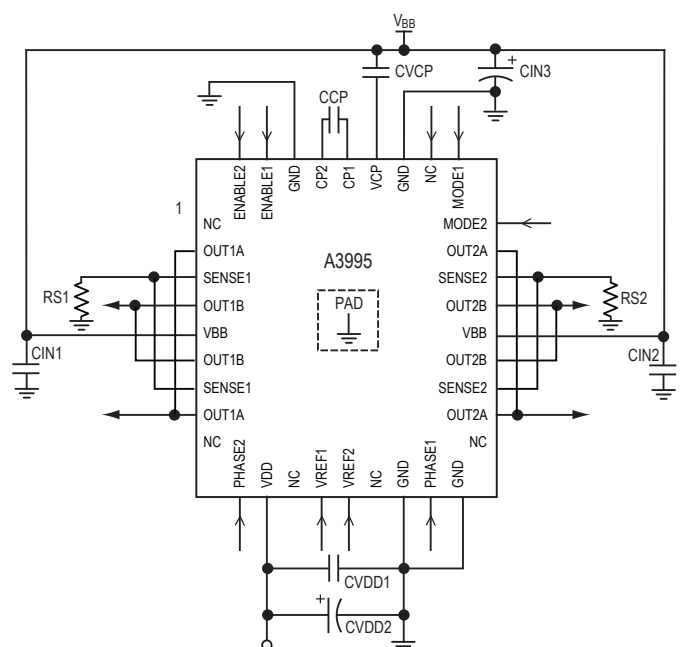 VBB
CVCP
+
CIN3
CCP
ENABLE2
ENABLE1
GND
CP2
CP1
VCP
GND
NC
MODE1
1
NC
MODE2
OUT1A
A3995
OUT2A
SENSE1
SENSE2
RS1
OUT1B
PAD
OUT2B
RS2
VBB
VBB
CIN1
OUT1B
OUT2B
CIN2
SENSE1
SENSE2
OUT1A
OUT2A
NC
NC
PHASE2
VDD
NC
VREF1
VREF2
NC
GND
PHASE1
GND
CVDD1
+
CVDD2